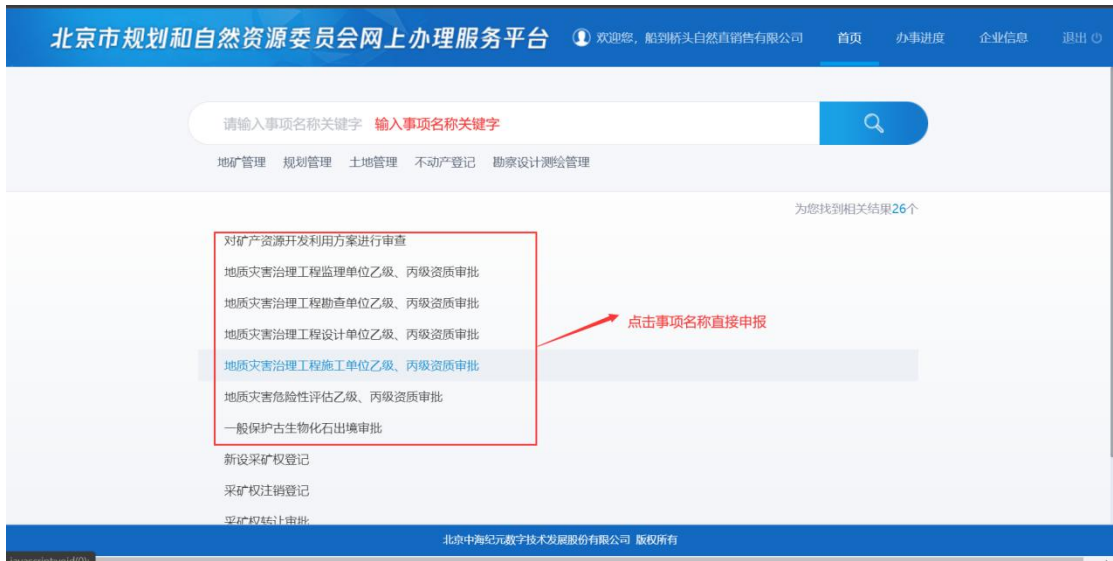 北京市规划和自然资源委员会网上办理服务平台 欢迎您，船到桥头自然直销售有限公司 首页 办事进度 企业信息 退出
请输入事项名称关键字 输入事项名称关键字
地矿管理 规划管理 土地管理 不动产登记 勘察设计测绘管理
为您找到相关结果26个
对矿产资源开发利用方案进行审查
地质灾害治理工程监理单位乙级、丙级资质审批
地质灾害治理工程勘查单位乙级、丙级资质审批
点击事项名称直接申报
地质灾害治理工程设计单位乙级、丙级资质审批
地质灾害治理工程施工单位乙级、丙级资质审批
地质灾害危险性评估乙级、丙级资质审批
一般保护古生物化石出境审批
新设采矿权登记
采矿权注销登记
采矿权转让审批
北京中海纪元数字技术发展股份有限公司 版权所有